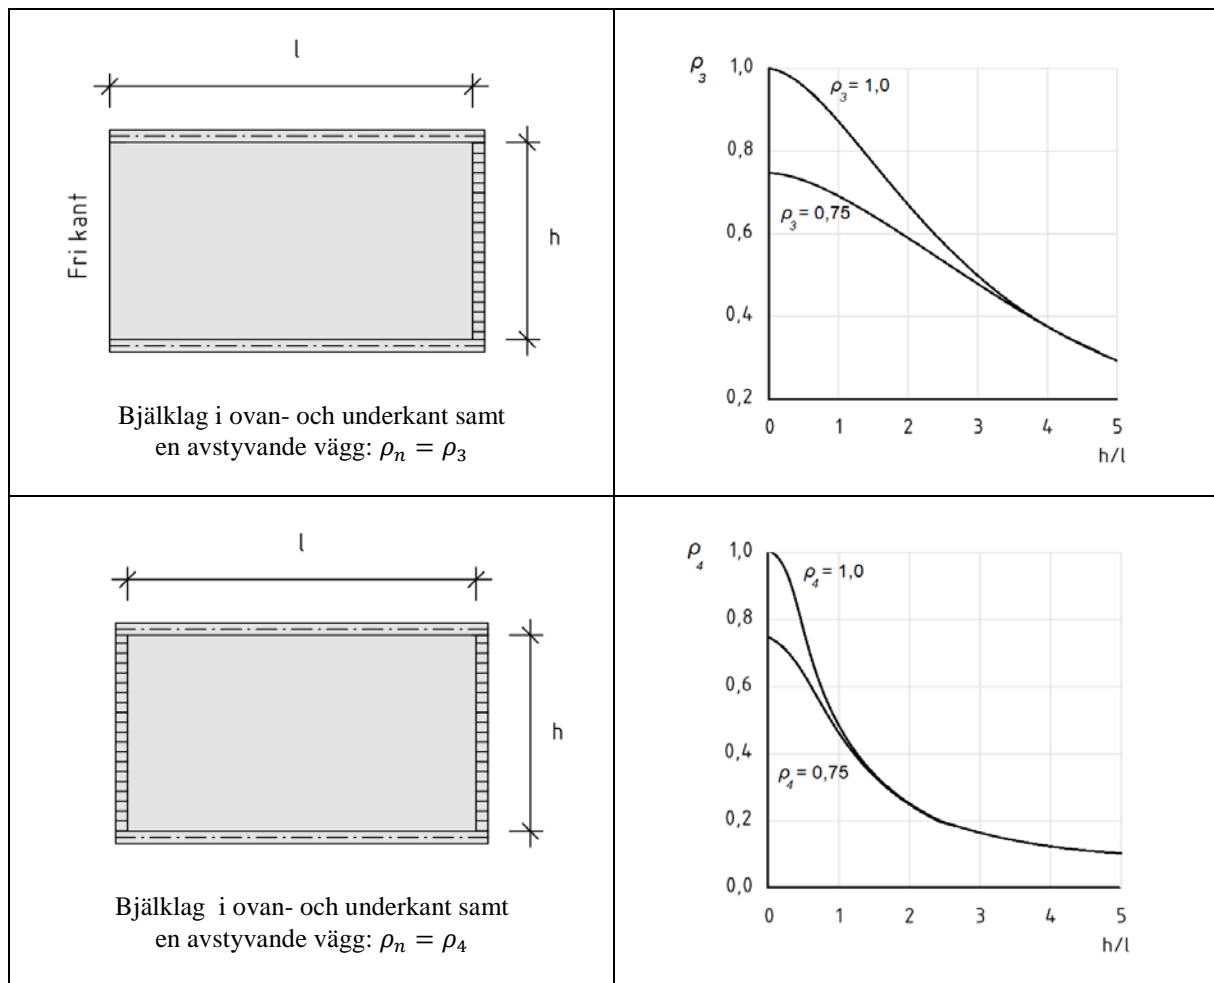 l
Fri kant
h
Bjälklag i ovan- och underkant samt
en avstyvande vägg: ρₙ = ρ₃
ρ₃
1,0
0,8
0,6
0,4
0,2
ρ₃ = 1,0
ρ₃ = 0,75
0 1 2 3 4 5
h/l
l
h
Bjälklag i ovan- och underkant samt
en avstyvande vägg: ρₙ = ρ₄
ρ₄
1,0
0,8
0,6
0,4
0,2
0,0
ρ₄ = 1,0
ρ₄ = 0,75
0 1 2 3 4 5
h/l